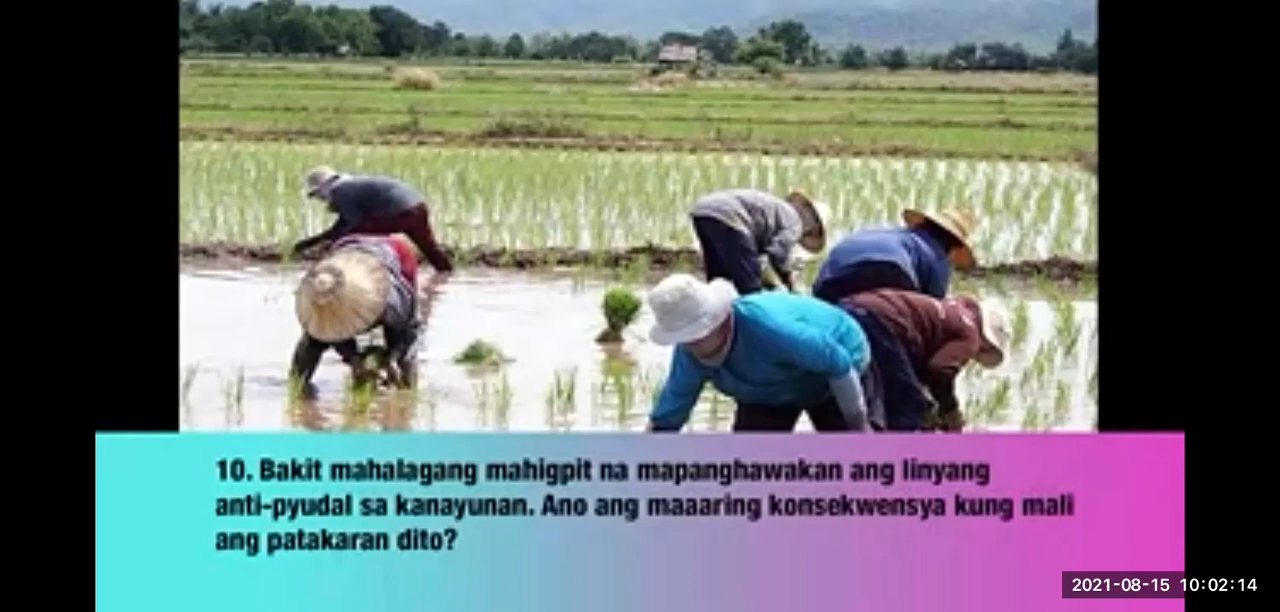 10. Bakit mahalagang mahigpit na mapanghawakan ang linyang
anti-pyudal sa kanayunan. Ano ang maaaring konsekwensya kung mali
ang patakaran dito?
2021-08-15 10:02:14